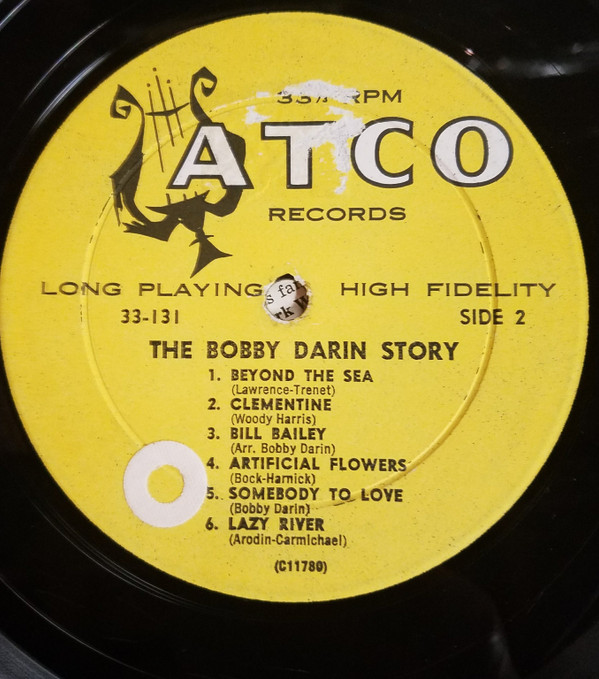 33⅓ RPM
ATCO
RECORDS
LONG PLAYING HIGH FIDELITY
33-131 SIDE 2
THE BOBBY DARIN STORY
1. BEYOND THE SEA
(Lawrence-Trenet)
2. CLEMENTINE
(Woody Harris)
3. BILL BAILEY
(Arr. Bobby Darin)
4. ARTIFICIAL FLOWERS
(Bock-Harnick)
5. SOMEBODY TO LOVE
(Bobby Darin)
6. LAZY RIVER
(Arodin-Carmichael)
(C11780)